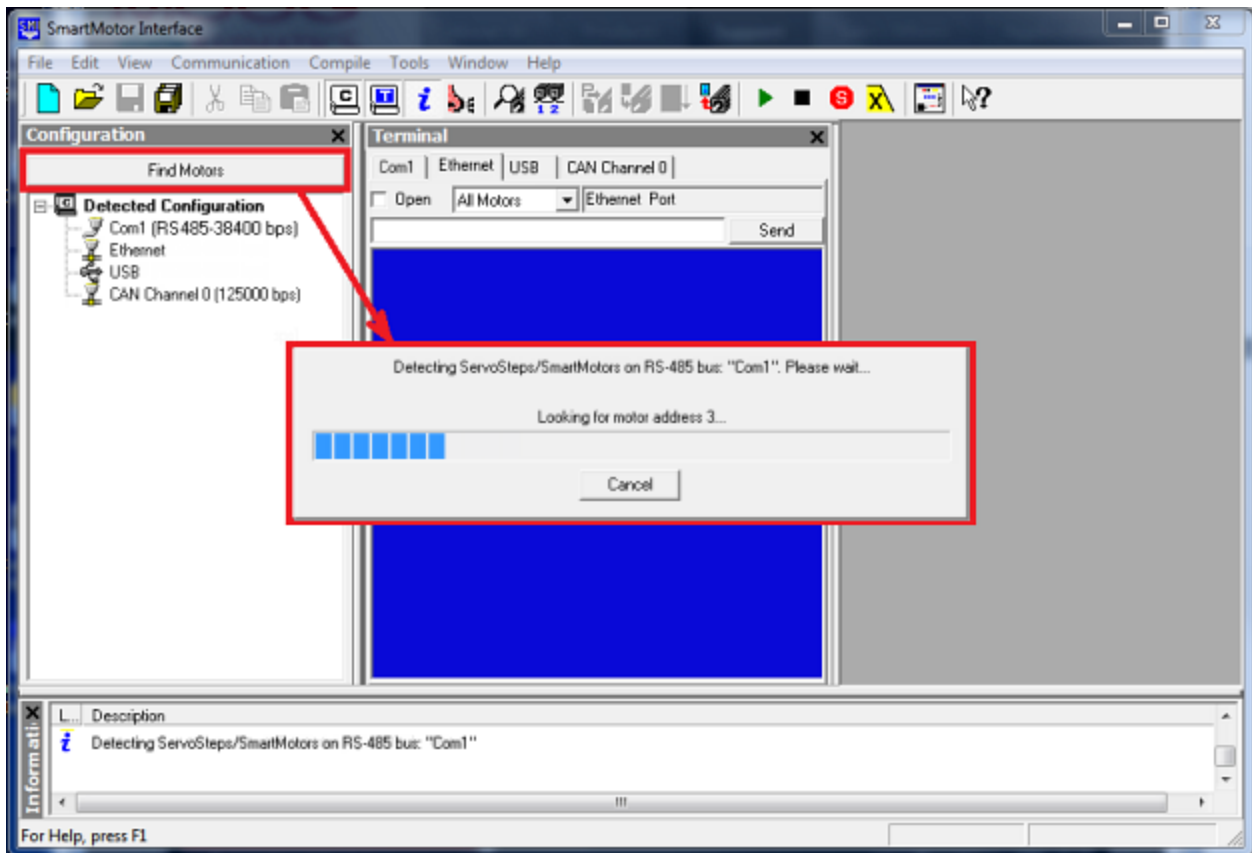 SmartMotor Interface
File Edit View Communication Compile Tools Window Help
Configuration
Find Motors
Detected Configuration
Com1 (RS485-38400 bps)
Ethernet
USB
CAN Channel 0 (125000 bps)
Terminal
Com1 Ethernet USB CAN Channel 0
Open All Motors Ethernet Port
Send
Detecting ServoSteps/SmartMotors on RS-485 bus: "Com1". Please wait...
Looking for motor address 3...
Cancel
Informati
L... Description
Detecting ServoSteps/SmartMotors on RS-485 bus: "Com1"
For Help, press F1